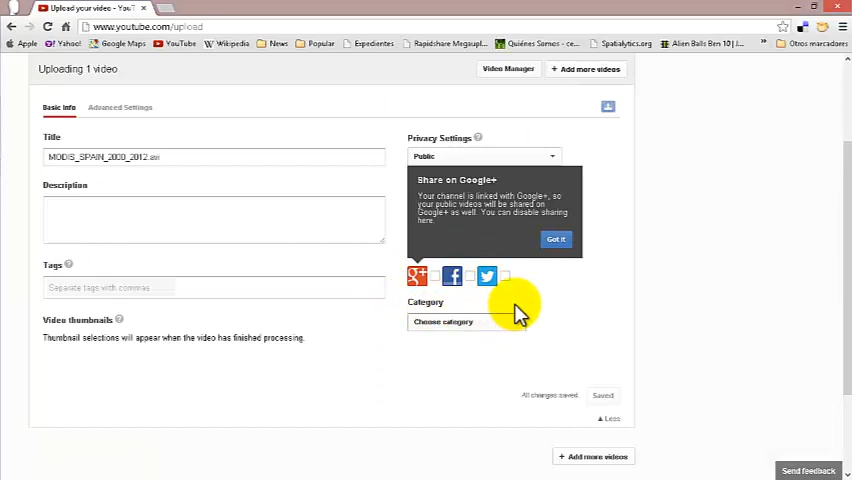 Upload your video - YouT
www.youtube.com/upload
Apple Yahoo! Google Maps YouTube Wikipedia News Popular Expedientes Rapidshare Megaupl... Quiénes Somos - ce... Spatialytics.org Alien Balls Ben 10 | J... » Otros marcadores
Uploading 1 video
Video Manager
+ Add more videos
Basic Info Advanced Settings
Title
MODIS_SPAIN_2000_2012.avi
Description
Tags ?
Separate tags with commas
Video thumbnails ?
Thumbnail selections will appear when the video has finished processing.
Privacy Settings ?
Public
Share on Google+
Your channel is linked with Google+, so
your public videos will be shared on
Google+ as well. You can disable sharing
here.
Got it
g+ f
Category
Choose category
All changes saved.
Saved
Less
+ Add more videos
Send feedback